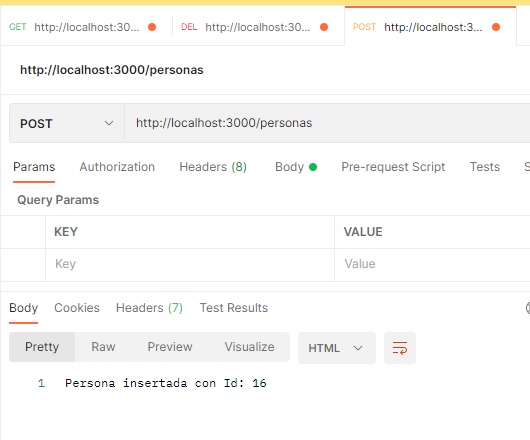 GET http://localhost:30... DEL http://localhost:30... POST http://localhost:3...
http://localhost:3000/personas
POST http://localhost:3000/personas
Params Authorization Headers (8) Body Pre-request Script Tests S
Query Params
KEY VALUE
Key Value
Body Cookies Headers (7) Test Results
Pretty Raw Preview Visualize HTML
1 Persona insertada con Id: 16